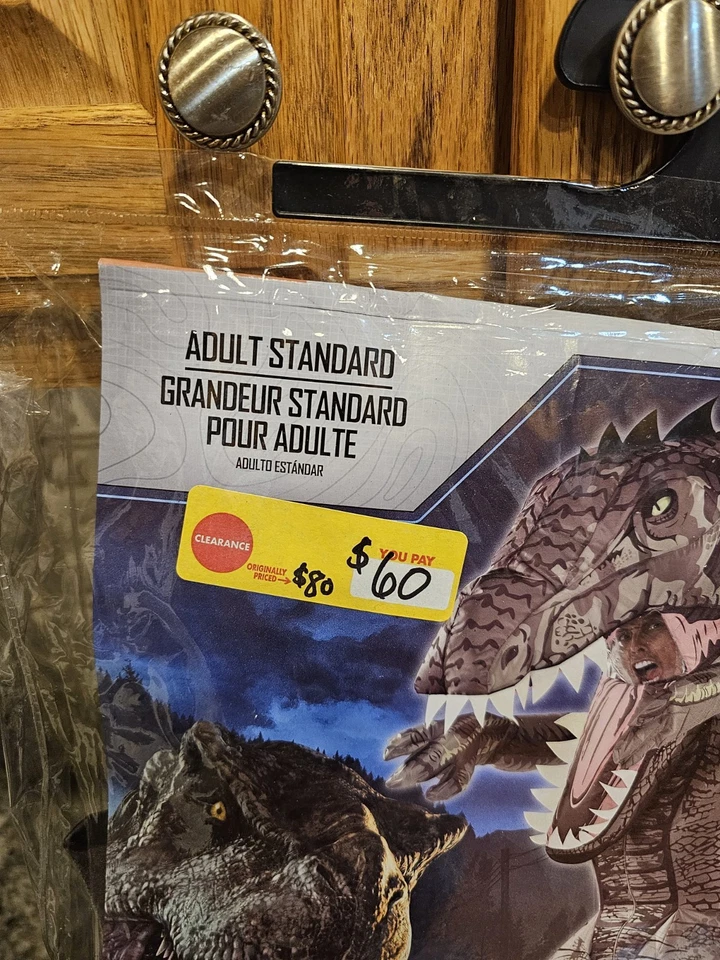 ADULT STANDARD
GRANDEUR STANDARD
POUR ADULTE
ADULTO ESTÁNDAR
CLEARANCE
ORIGINALLY
PRICED→ $80
YOU PAY
$60